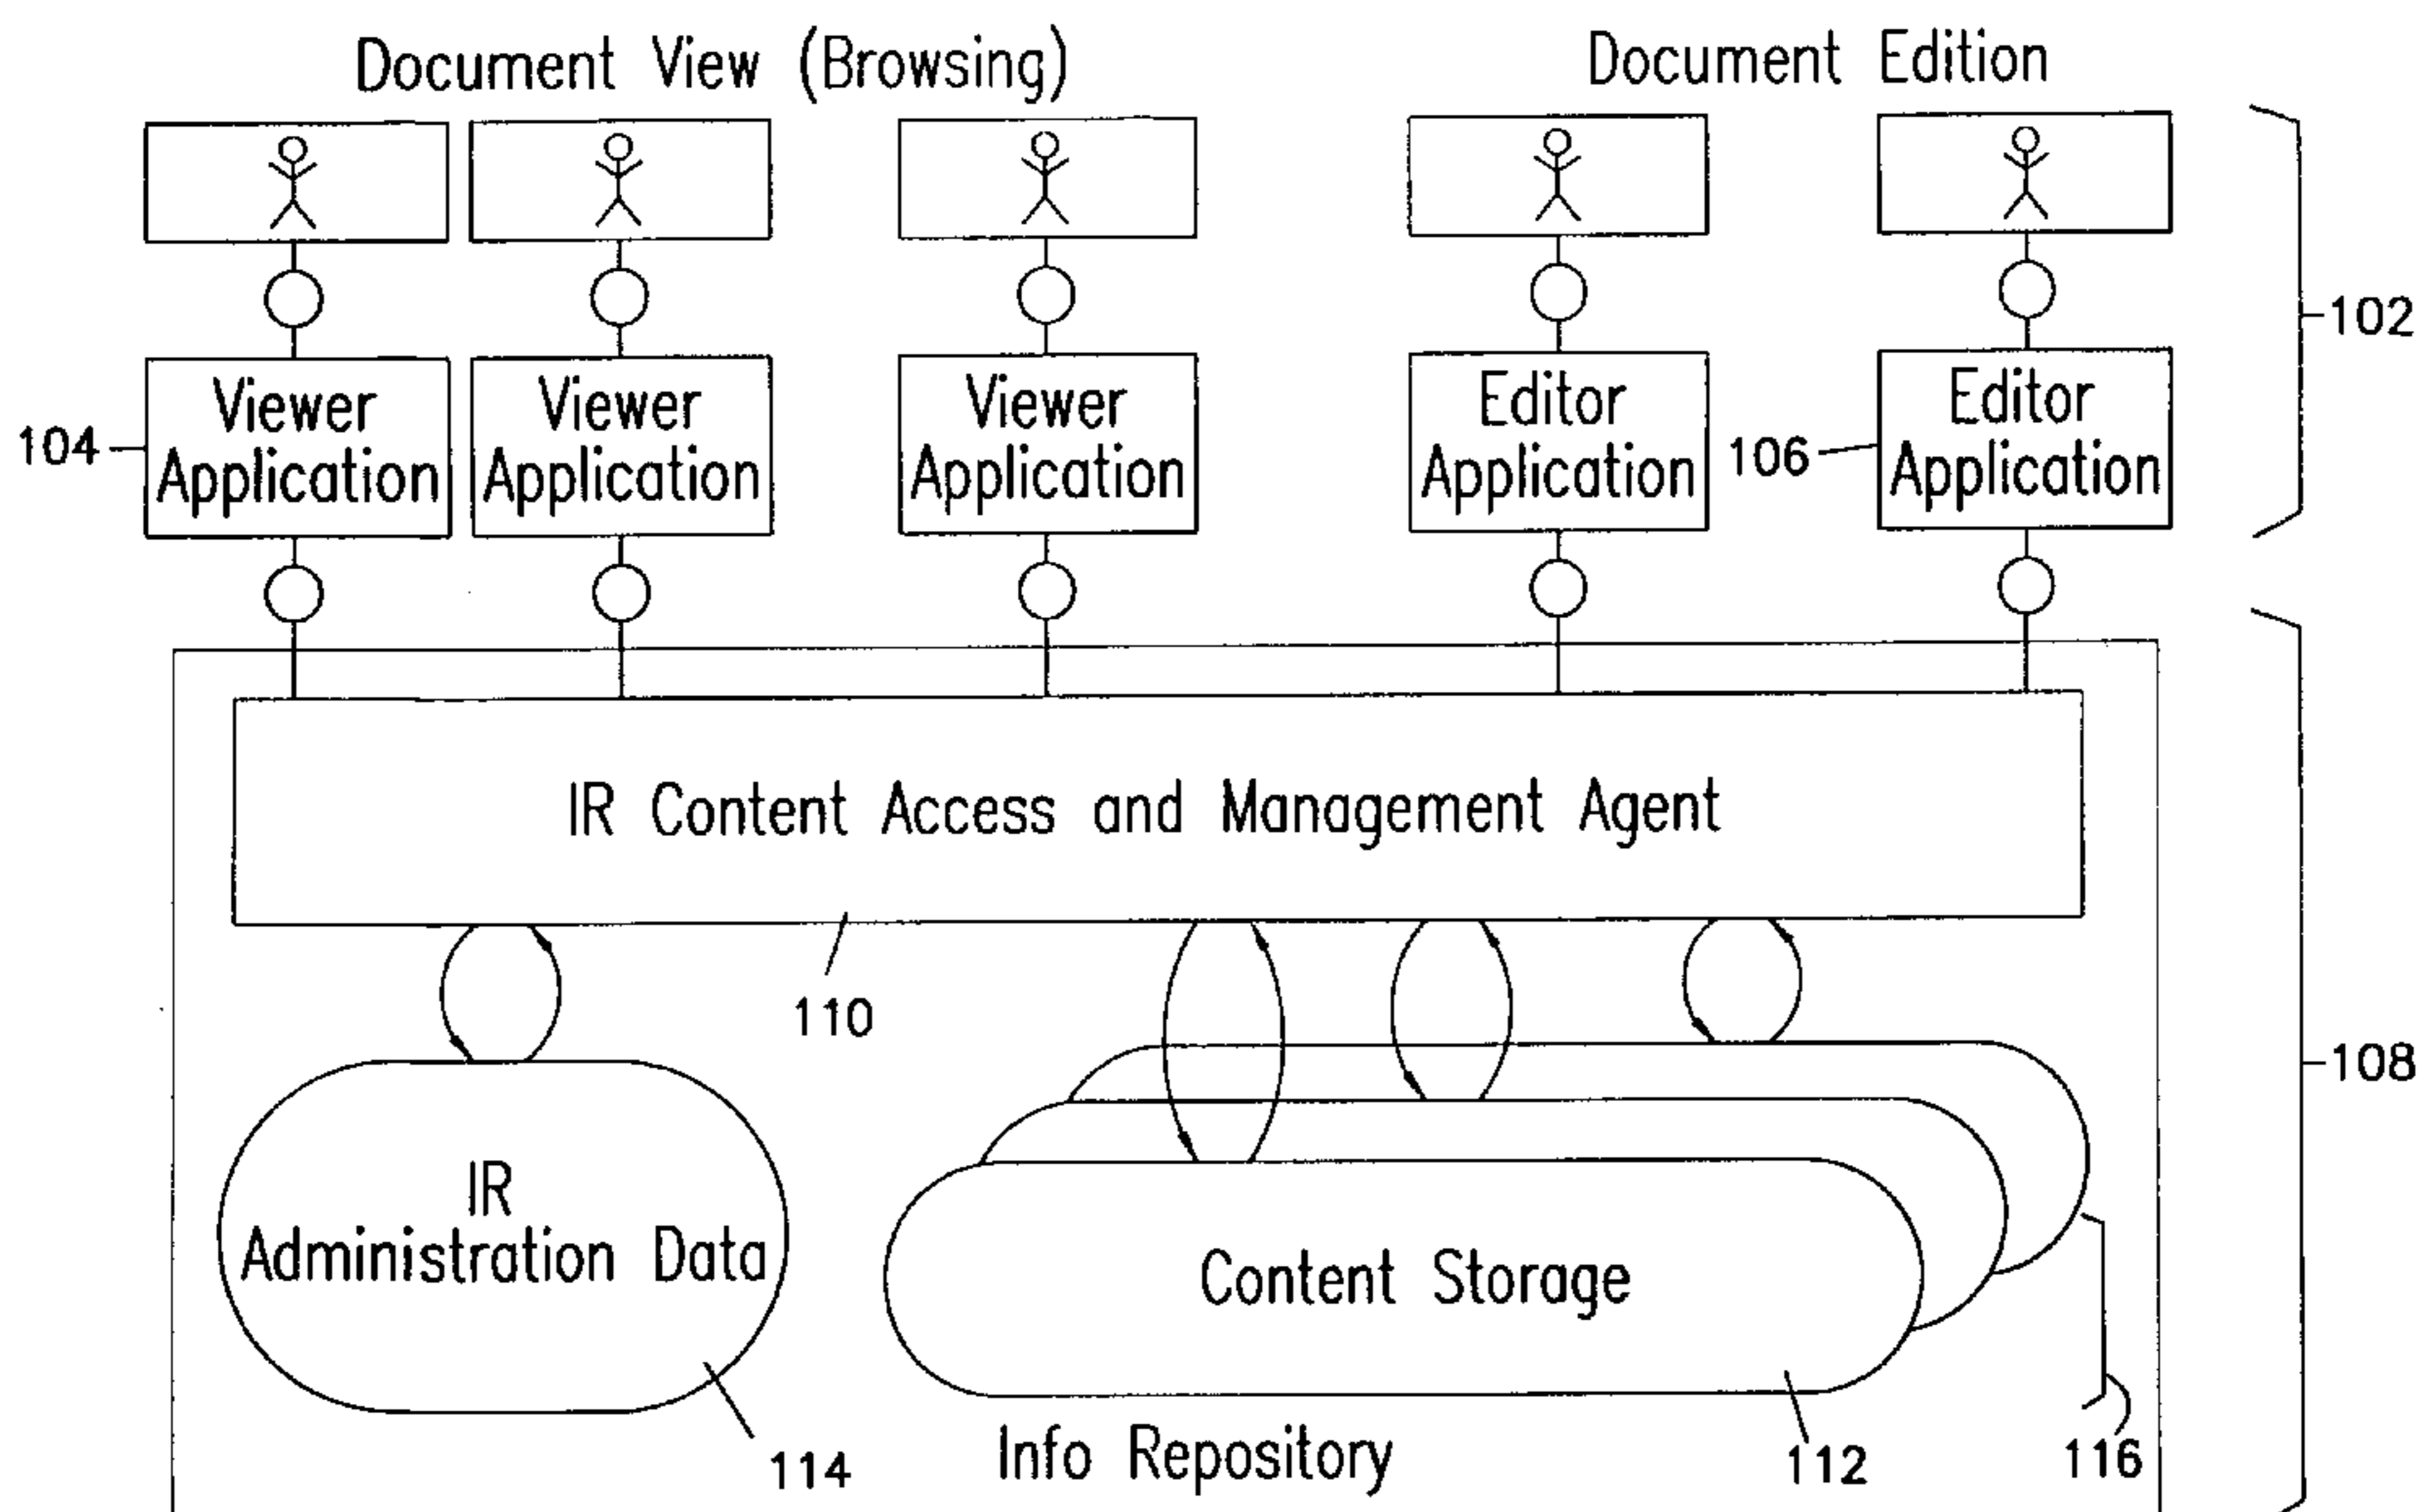 Document View (Browsing)
Document Edition
102
Viewer
Application
Viewer
Application
Viewer
Application
Editor
Application
Editor
Application
104
106
IR Content Access and Management Agent
110
108
IR
Administration Data
Content Storage
114
Info Repository
112
116